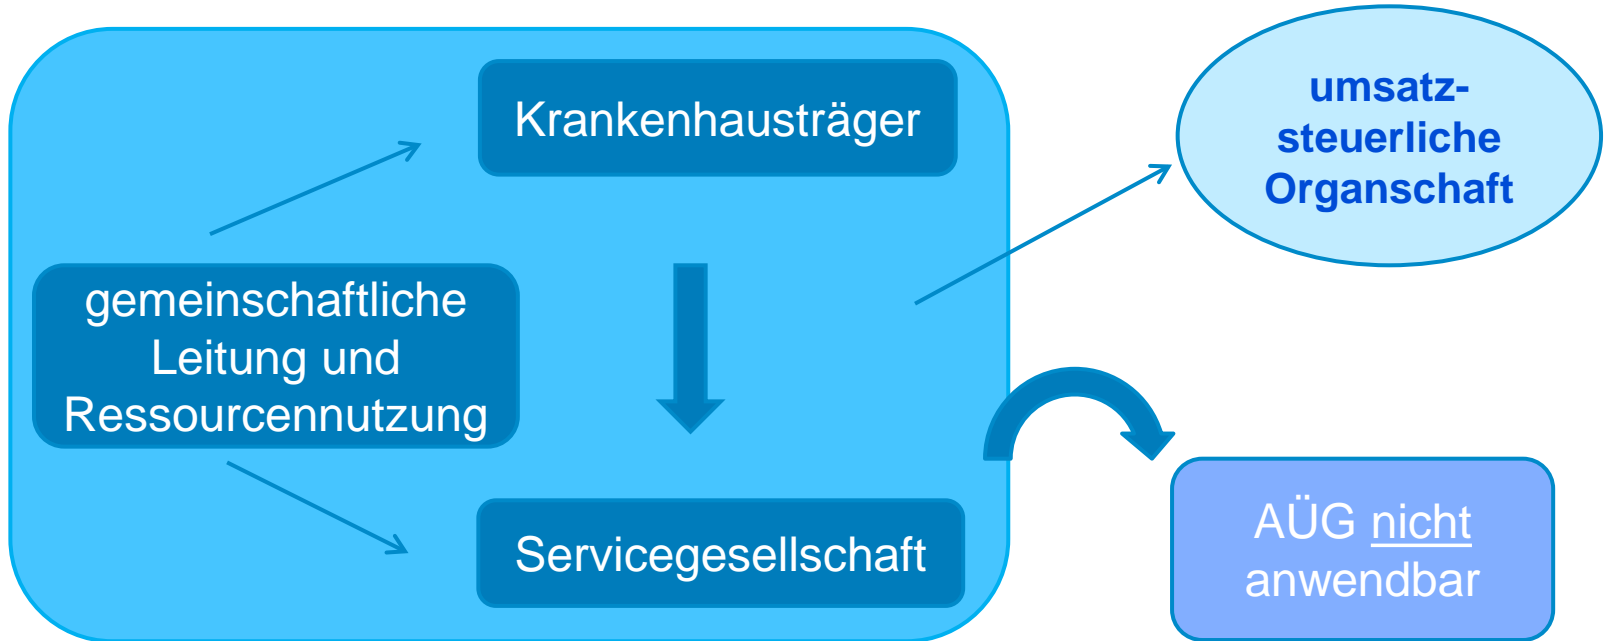 Krankenhausträger
umsatz-
steuerliche
Organschaft
gemeinschaftliche
Leitung und
Ressourcennutzung
Servicegesellschaft
AÜG nicht
anwendbar